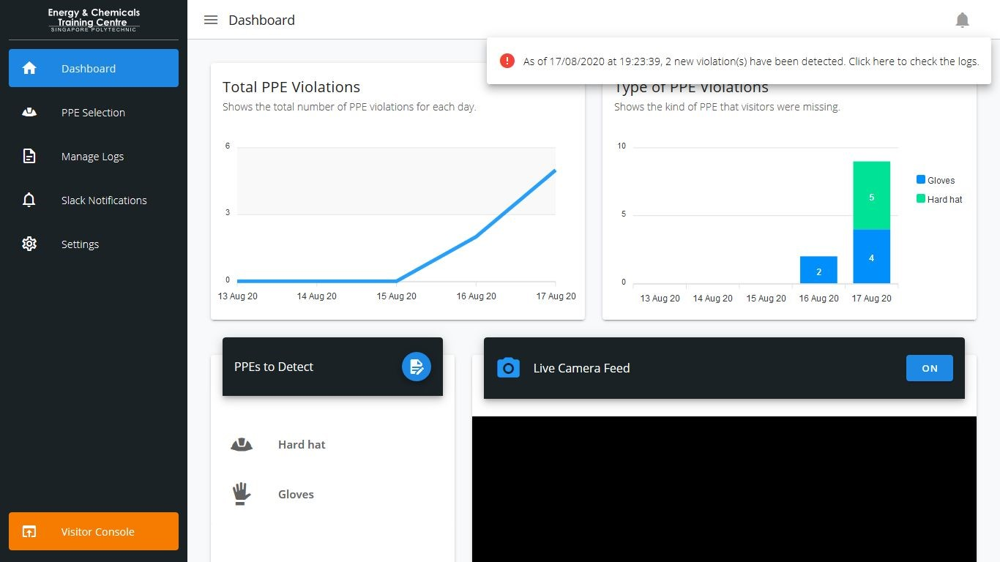 Energy & Chemicals
Training Centre
SINGAPORE POLYTECHNIC
Dashboard
PPE Selection
Manage Logs
Slack Notifications
Settings
Visitor Console
Dashboard
As of 17/08/2020 at 19:23:39, 2 new violation(s) have been detected. Click here to check the logs.
Total PPE Violations
Shows the total number of PPE violations for each day.
6
3
0
13 Aug 20 14 Aug 20 15 Aug 20 16 Aug 20 17 Aug 20
Type of PPE Violations
Shows the kind of PPE that visitors were missing.
10
5
0
2
5
4
13 Aug 20 14 Aug 20 15 Aug 20 16 Aug 20 17 Aug 20
Gloves
Hard hat
PPEs to Detect
Hard hat
Gloves
Live Camera Feed
ON